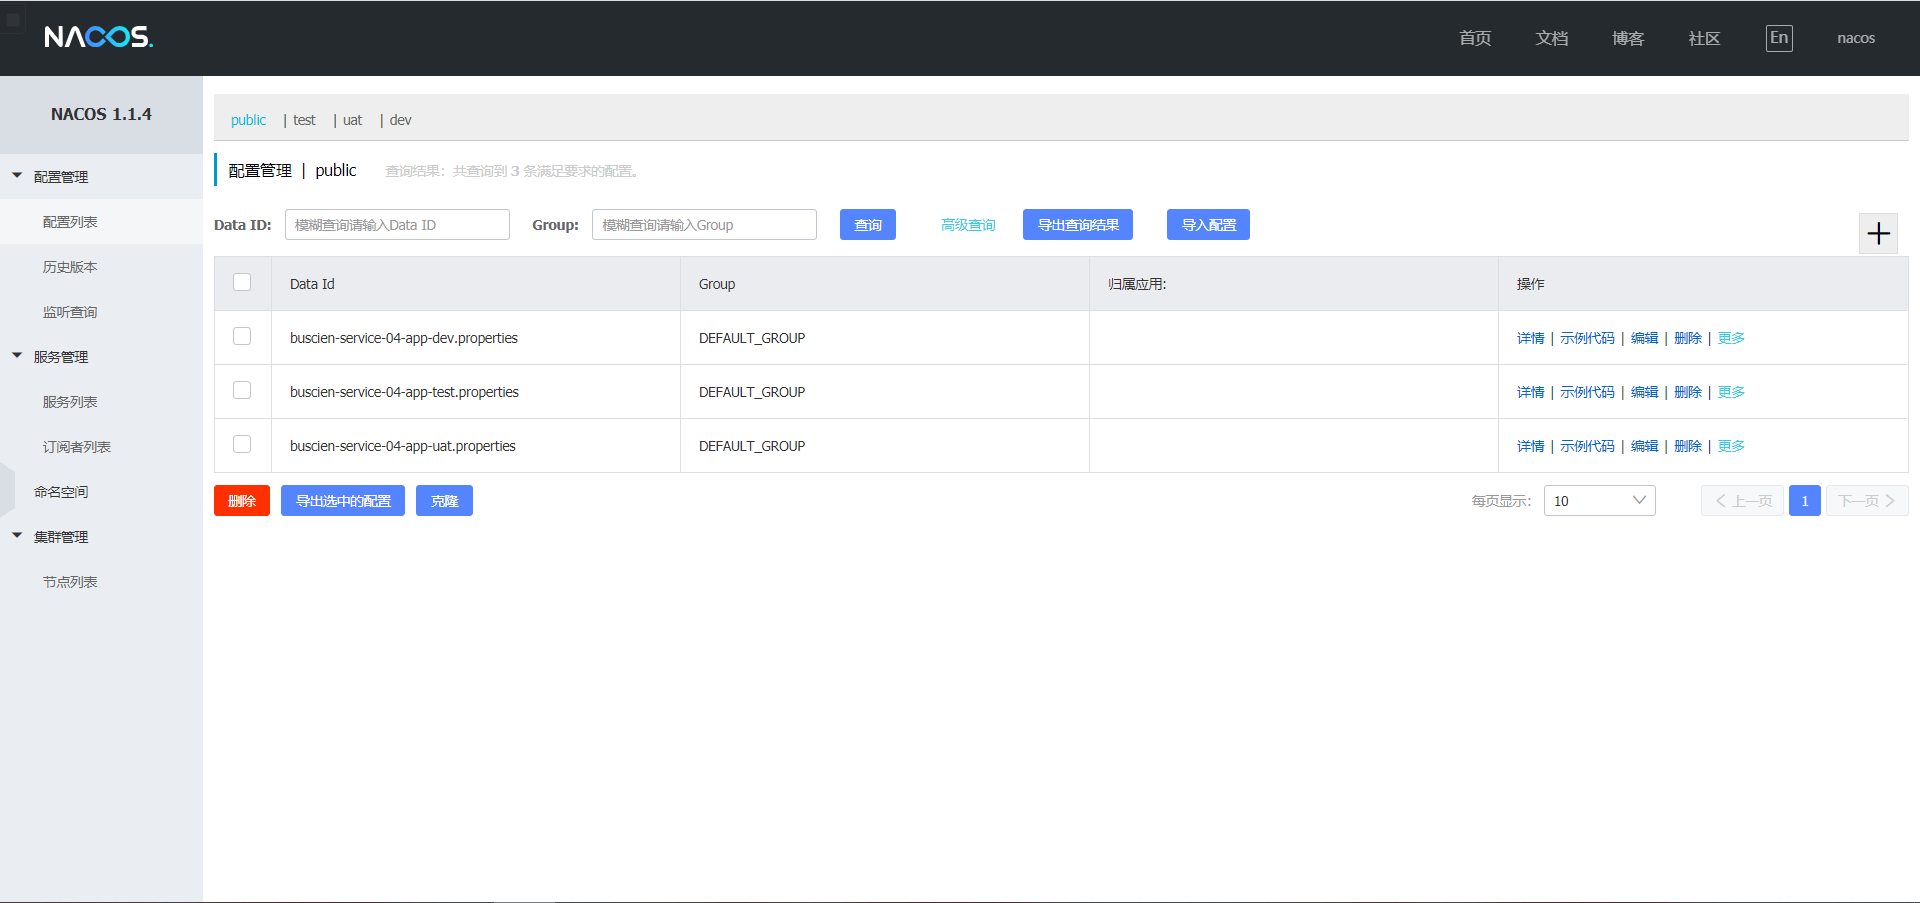 NACOS.
首页 文档 博客 社区 En nacos
NACOS 1.1.4
配置管理
配置列表
历史版本
监听查询
服务管理
服务列表
订阅者列表
命名空间
集群管理
节点列表
public | test | uat | dev
配置管理 | public 查询结果：共查询到 3 条满足要求的配置。
Data ID: 模糊查询请输入Data ID Group: 模糊查询请输入Group 查询 高级查询 导出查询结果 导入配置
Data Id Group 归属应用: 操作
buscien-service-04-app-dev.properties DEFAULT_GROUP 详情 | 示例代码 | 编辑 | 删除 | 更多
buscien-service-04-app-test.properties DEFAULT_GROUP 详情 | 示例代码 | 编辑 | 删除 | 更多
buscien-service-04-app-uat.properties DEFAULT_GROUP 详情 | 示例代码 | 编辑 | 删除 | 更多
删除 导出选中的配置 克隆 每页显示: 10 上一页 1 下一页